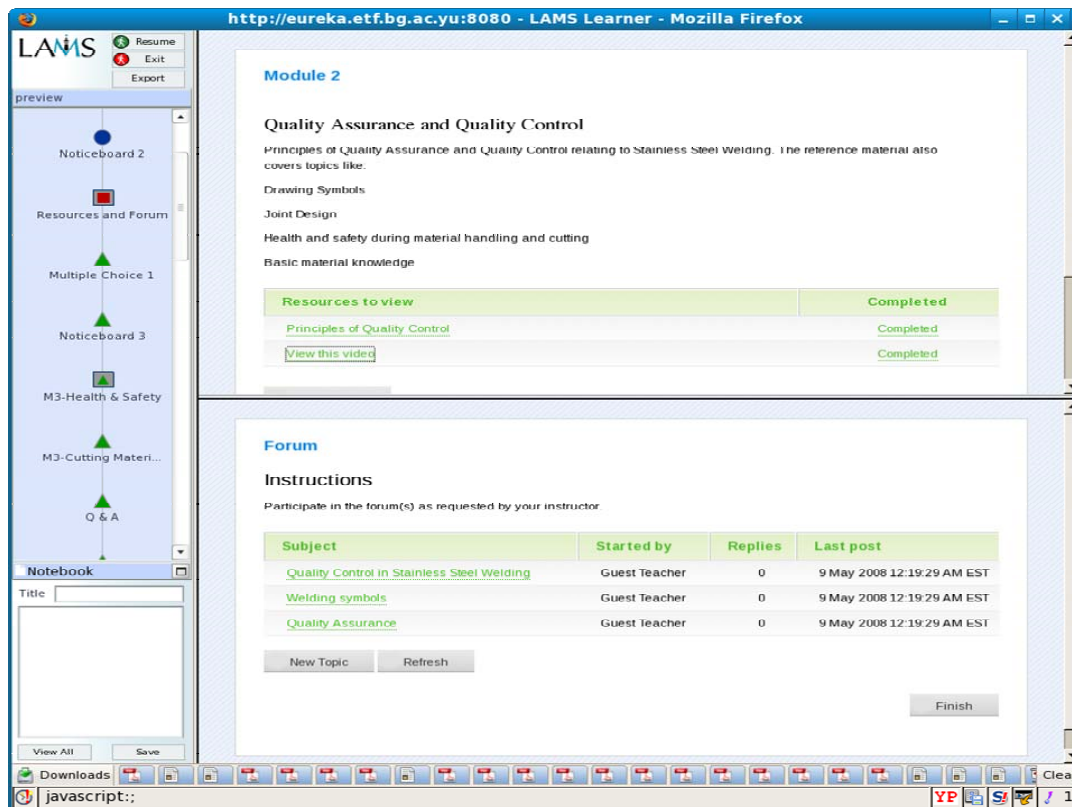 http://eureka.etf.bg.ac.yu:8080 - LAMS Learner - Mozilla Firefox
LAMS
Resume
Exit
Export
preview
Noticeboard 2
Resources and Forum
Multiple Choice 1
Noticeboard 3
M3-Health & Safety
M3-Cutting Materi...
Q & A
Notebook
Title
View All Save
Module 2
Quality Assurance and Quality Control
Principles of Quality Assurance and Quality Control relating to Stainless Steel Welding. The reference material also
covers topics like:
Drawing Symbols
Joint Design
Health and safety during material handling and cutting
Basic material knowledge
Resources to view Completed
Principles of Quality Control Completed
View this video Completed
Forum
Instructions
Participate in the forum(s) as requested by your instructor.
Subject Started by Replies Last post
Quality Control in Stainless Steel Welding Guest Teacher 0 9 May 2008 12:19:29 AM EST
Welding symbols Guest Teacher 0 9 May 2008 12:19:29 AM EST
Quality Assurance Guest Teacher 0 9 May 2008 12:19:29 AM EST
New Topic Refresh
Finish
Downloads Clea
javascript:; YP S! 1